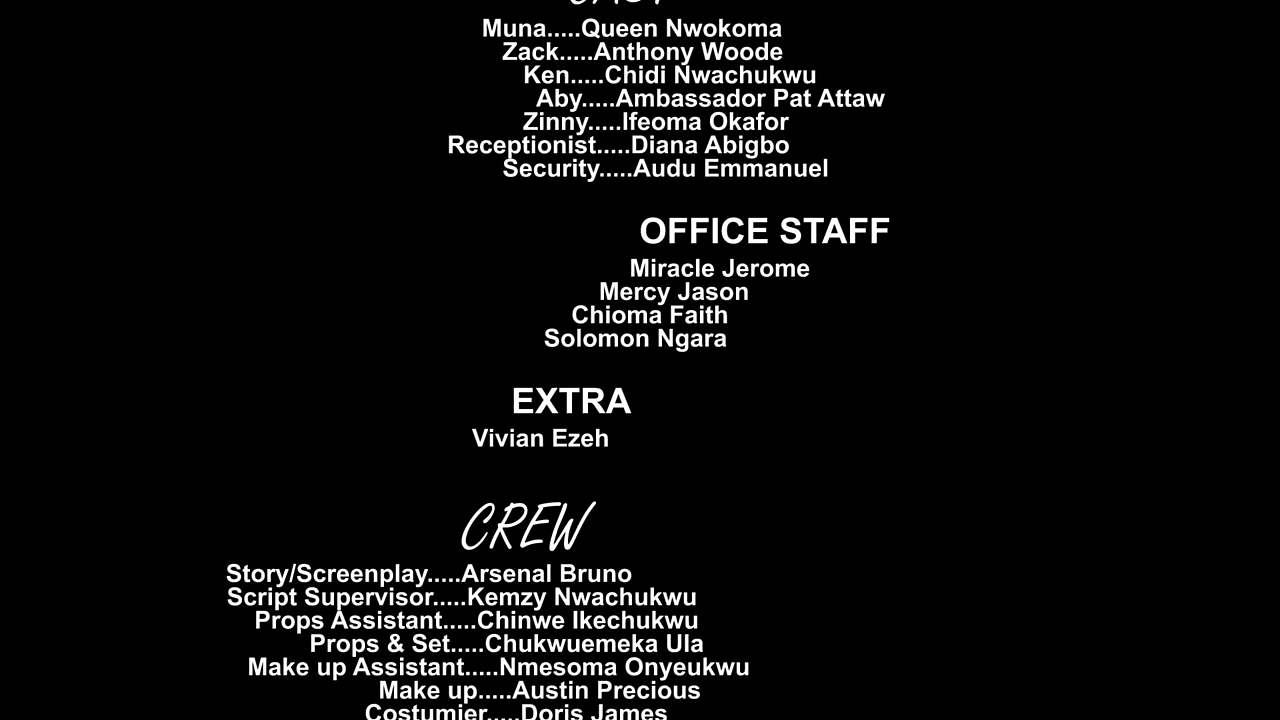 CAST
Muna.....Queen Nwokoma
Zack.....Anthony Woode
Ken.....Chidi Nwachukwu
Aby.....Ambassador Pat Attaw
Zinny.....Ifeoma Okafor
Receptionist.....Diana Abigbo
Security.....Audu Emmanuel
OFFICE STAFF
Miracle Jerome
Mercy Jason
Chioma Faith
Solomon Ngara
EXTRA
Vivian Ezeh
CREW
Story/Screenplay.....Arsenal Bruno
Script Supervisor.....Kemzy Nwachukwu
Props Assistant.....Chinwe Ikechukwu
Props & Set.....Chukwuemeka Ula
Make up Assistant.....Nmesoma Onyeukwu
Make up.....Austin Precious
Costumier.....Doris James